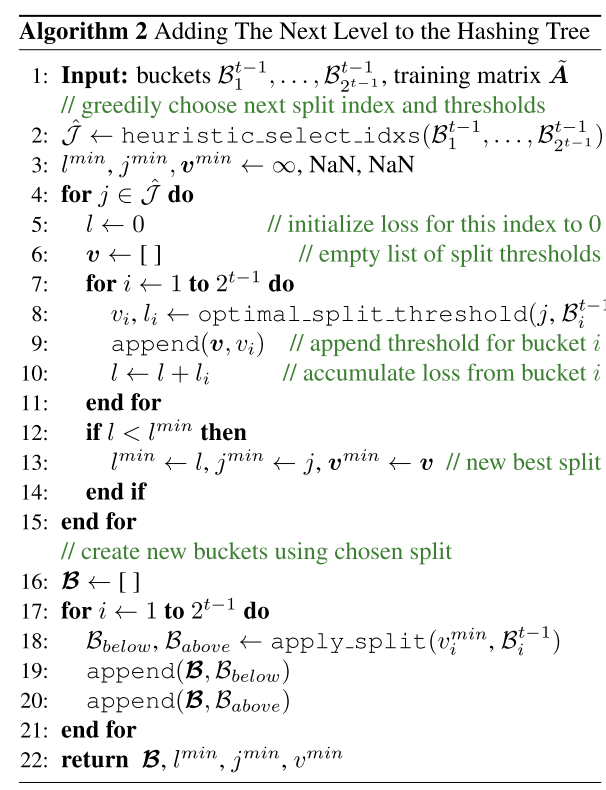 Algorithm 2 Adding The Next Level to the Hashing Tree
1: Input: buckets $\mathcal{B}_1^{t-1}, \ldots, \mathcal{B}_{2^{t-1}}^{t-1}$, training matrix $\tilde{\boldsymbol{A}}$
// greedily choose next split index and thresholds
2: $\hat{\mathcal{J}} \leftarrow$ heuristic_select_idxs($\mathcal{B}_1^{t-1}, \ldots, \mathcal{B}_{2^{t-1}}^{t-1}$)
3: $l^{min}, j^{min}, \boldsymbol{v}^{min} \leftarrow \infty$, NaN, NaN
4: for $j \in \hat{\mathcal{J}}$ do
5: $l \leftarrow 0$ // initialize loss for this index to 0
6: $\boldsymbol{v} \leftarrow [\,]$ // empty list of split thresholds
7: for $i \leftarrow 1$ to $2^{t-1}$ do
8: $v_i, l_i \leftarrow$ optimal_split_threshold($j, \mathcal{B}_i^{t-1}$
9: append($\boldsymbol{v}, v_i$) // append threshold for bucket $i$
10: $l \leftarrow l + l_i$ // accumulate loss from bucket $i$
11: end for
12: if $l < l^{min}$ then
13: $l^{min} \leftarrow l, j^{min} \leftarrow j, \boldsymbol{v}^{min} \leftarrow \boldsymbol{v}$ // new best split
14: end if
15: end for
// create new buckets using chosen split
16: $\boldsymbol{\mathcal{B}} \leftarrow [\,]$
17: for $i \leftarrow 1$ to $2^{t-1}$ do
18: $\mathcal{B}_{below}, \mathcal{B}_{above} \leftarrow$ apply_split($v_i^{min}, \mathcal{B}_i^{t-1}$)
19: append($\boldsymbol{\mathcal{B}}, \mathcal{B}_{below}$)
20: append($\boldsymbol{\mathcal{B}}, \mathcal{B}_{above}$)
21: end for
22: return $\boldsymbol{\mathcal{B}}, l^{min}, j^{min}, v^{min}$